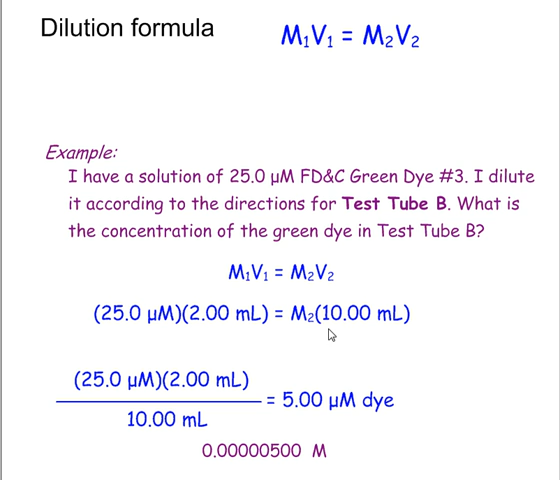 Dilution formula
M₁V₁ = M₂V₂
Example:
I have a solution of 25.0 µM FD&C Green Dye #3. I dilute
it according to the directions for Test Tube B. What is
the concentration of the green dye in Test Tube B?
M₁V₁ = M₂V₂
(25.0 µM)(2.00 mL) = M₂(10.00 mL)
(25.0 µM)(2.00 mL)
= 5.00 µM dye
10.00 mL
0.00000500 M